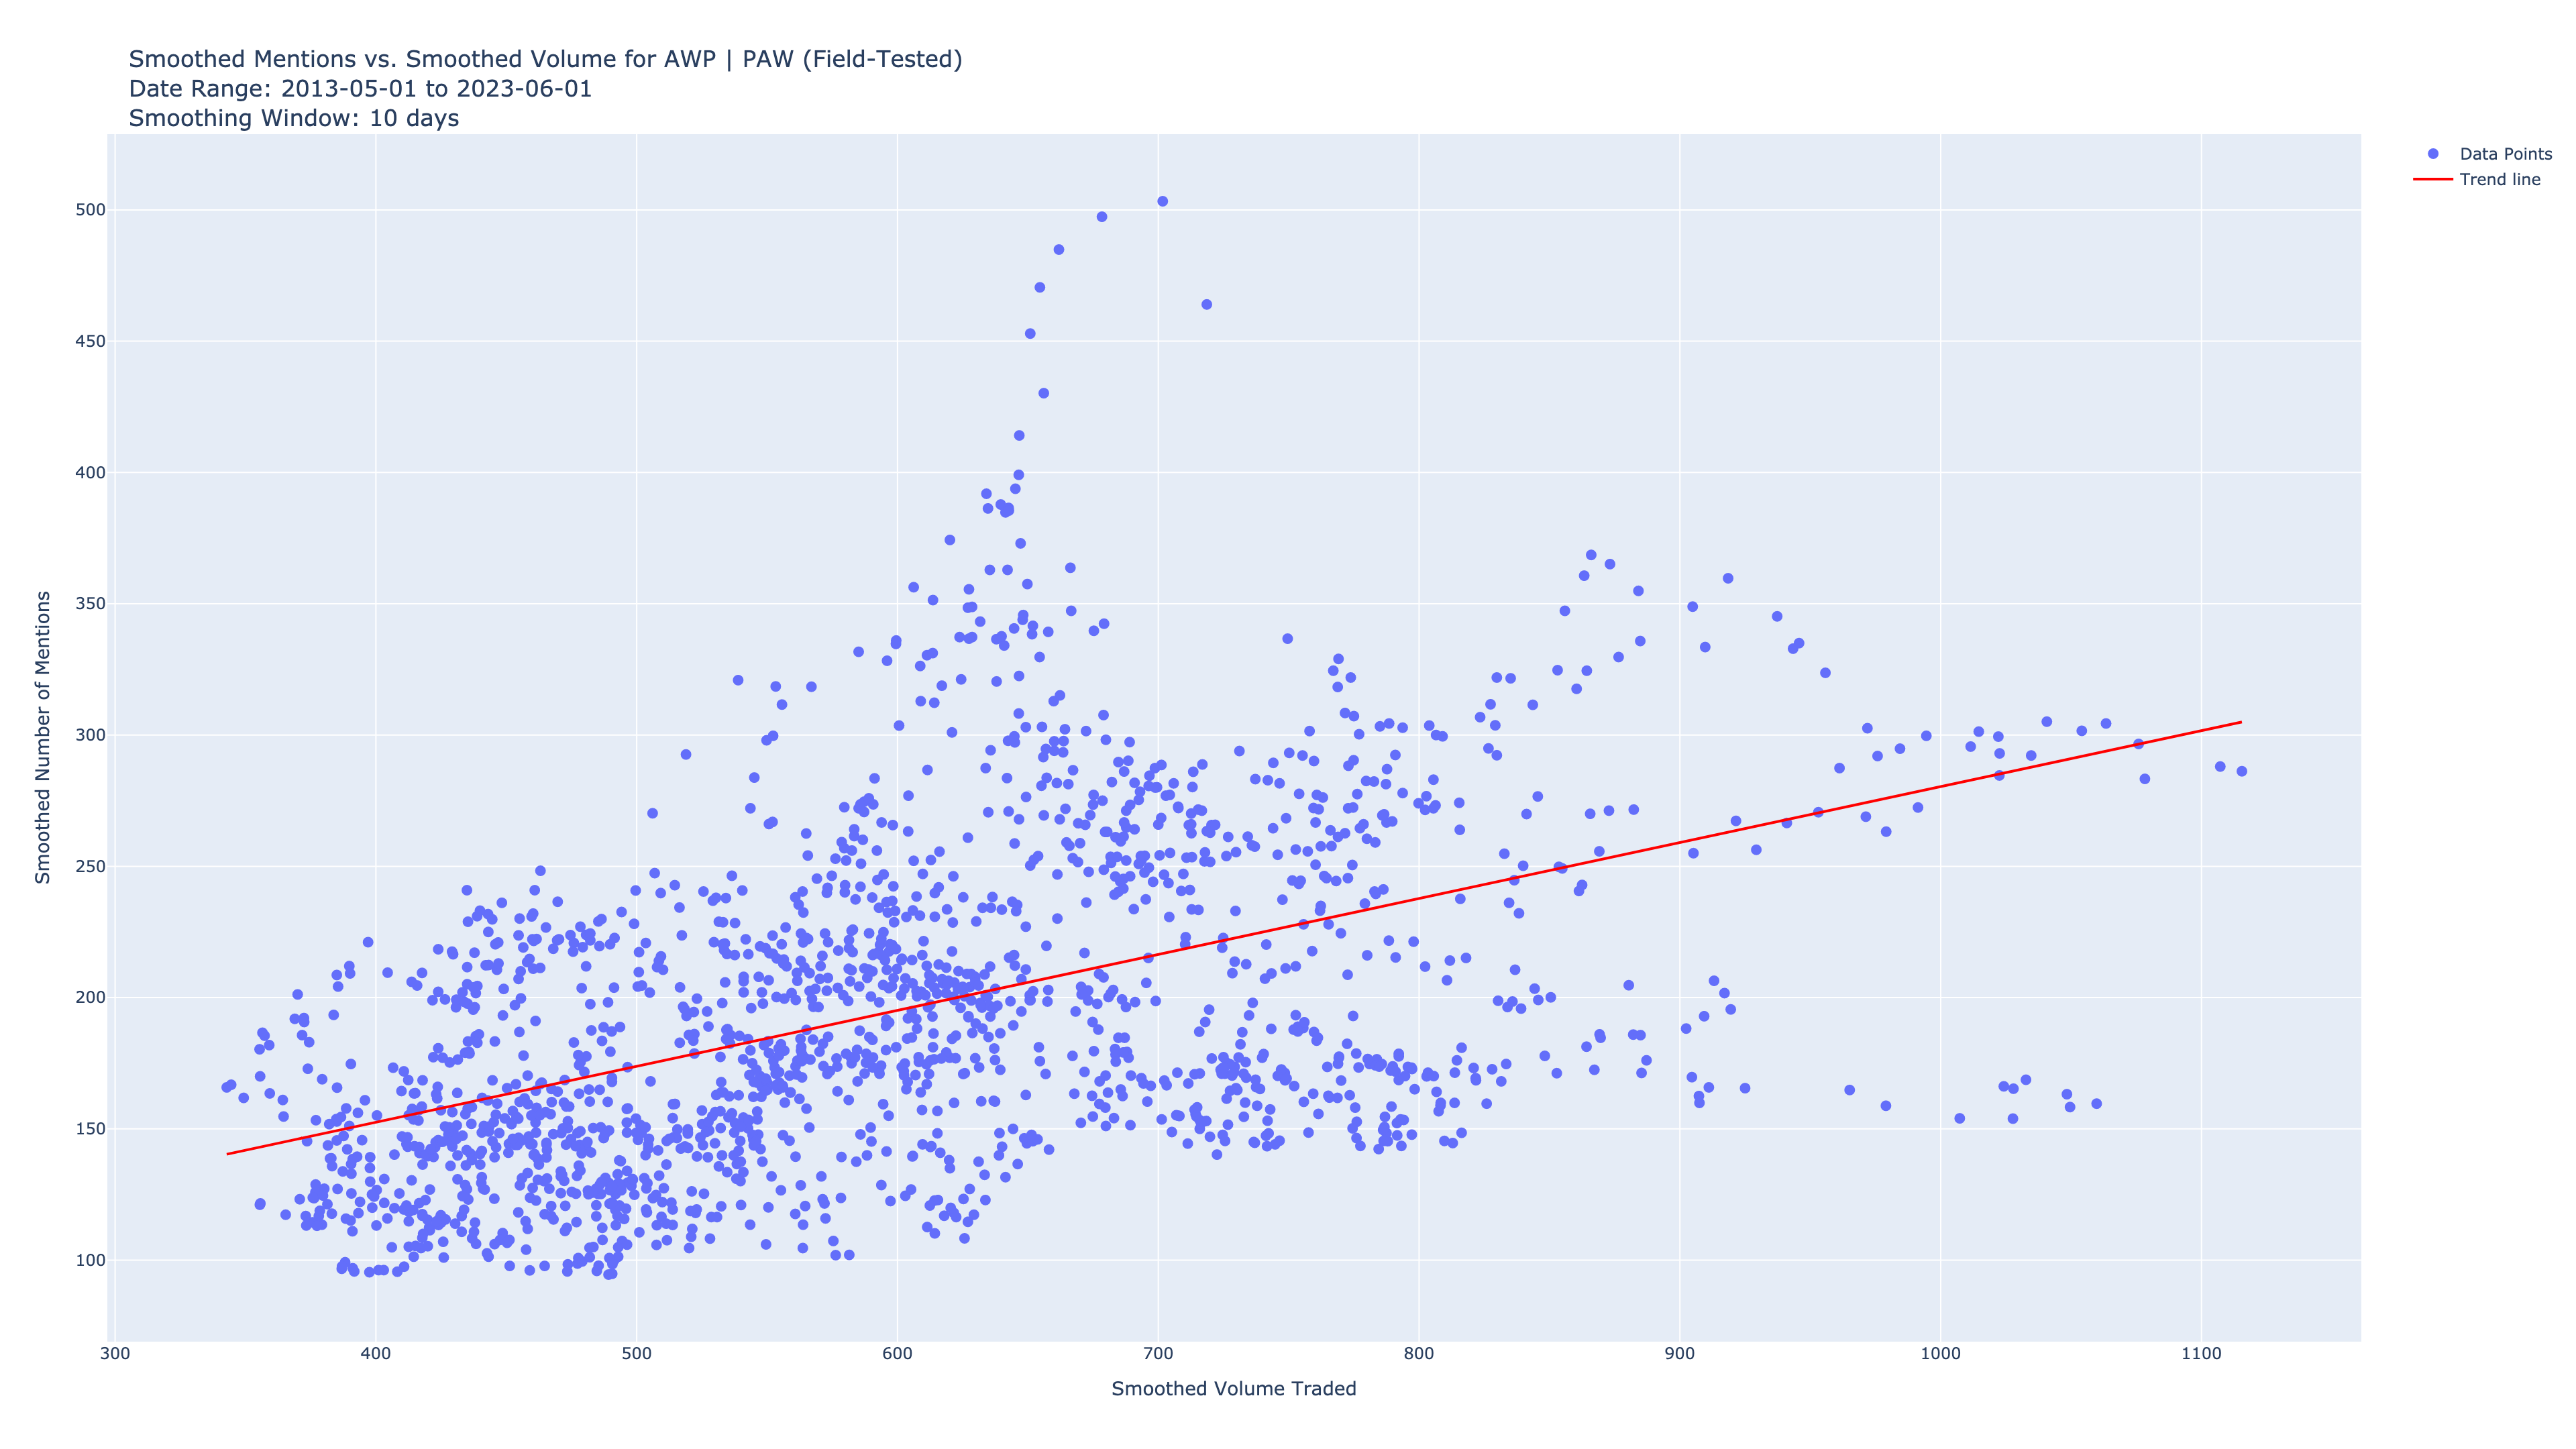 Smoothed Mentions vs. Smoothed Volume for AWP | PAW (Field-Tested)
Date Range: 2013-05-01 to 2023-06-01
Smoothing Window: 10 days
Data Points
Trend line
500
450
400
350
300
250
200
150
100
Smoothed Number of Mentions
300
400
500
600
700
800
900
1000
1100
Smoothed Volume Traded